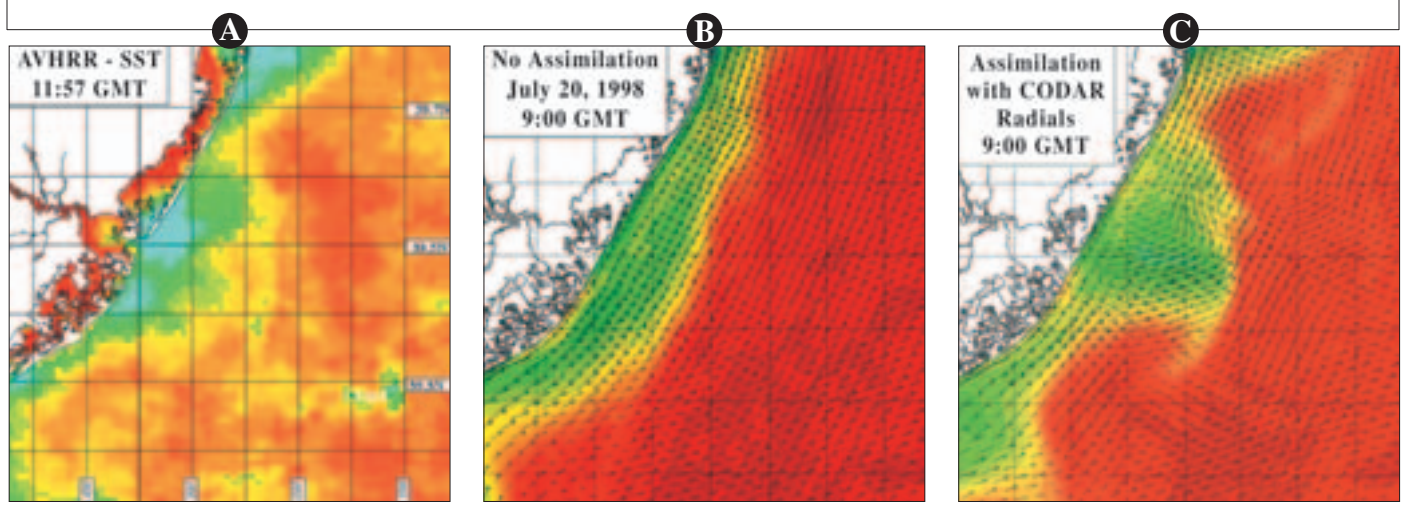 A
AVHRR - SST
11:57 GMT
B
No Assimilation
July 20, 1998
9:00 GMT
C
Assimilation
with CODAR
Radials
9:00 GMT